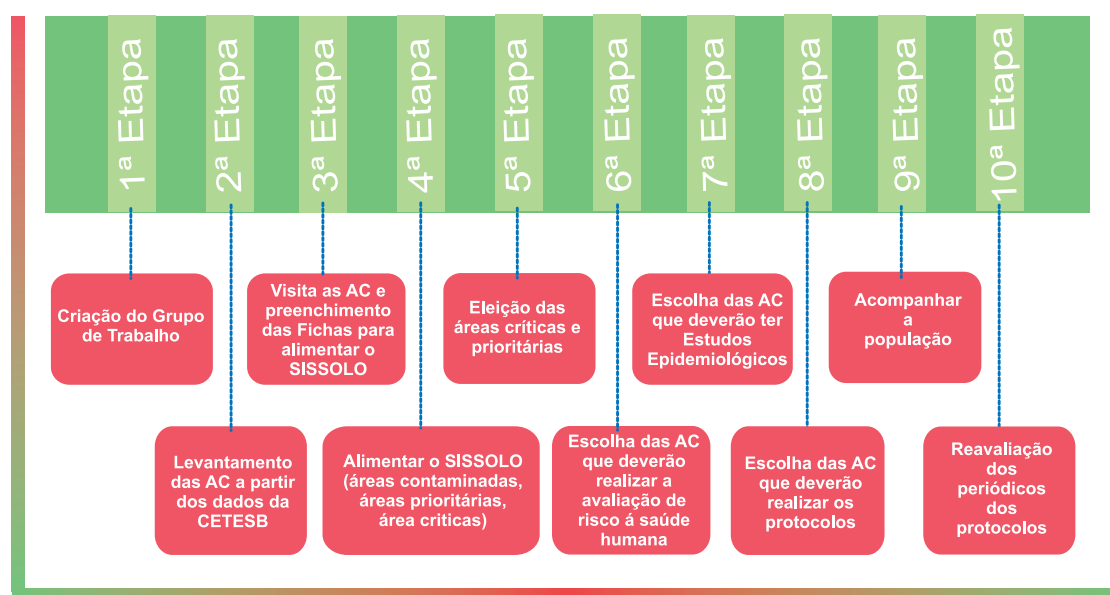 1ª Etapa
2ª Etapa
3ª Etapa
4ª Etapa
5ª Etapa
6ª Etapa
7ª Etapa
8ª Etapa
9ª Etapa
10ª Etapa
Criação do Grupo
de Trabalho
Visita as AC e
preenchimento
das Fichas para
alimentar o
SISSOLO
Eleição das
áreas críticas e
prioritárias
Escolha das AC
que deverão ter
Estudos
Epidemiológicos
Acompanhar
a
população
Levantamento
das AC a partir
dos dados da
CETESB
Alimentar o SISSOLO
(áreas contaminadas,
áreas prioritárias,
área criticas)
Escolha das AC
que deverão
realizar a
avaliação de
risco á saúde
humana
Escolha das AC
que deverão
realizar os
protocolos
Reavaliação
dos
periódicos
dos
protocolos